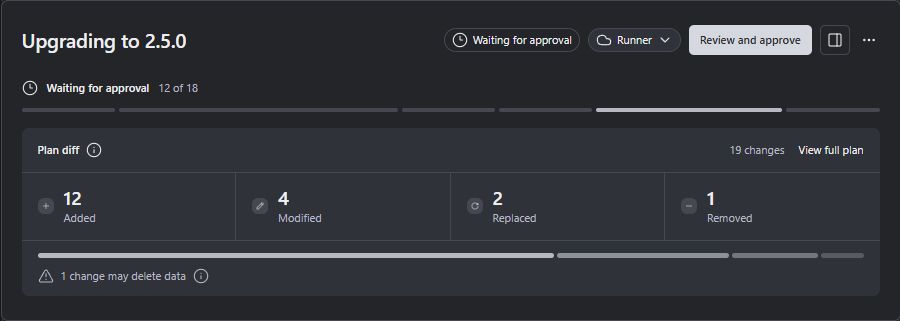 Upgrading to 2.5.0
Waiting for approval
Runner
Review and approve
Waiting for approval 12 of 18
Plan diff
19 changes
View full plan
12
Added
4
Modified
2
Replaced
1
Removed
1 change may delete data